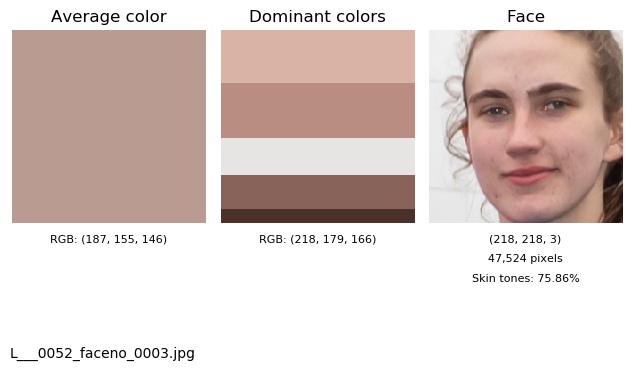 Average color
Dominant colors
Face
RGB: (187, 155, 146)
RGB: (218, 179, 166)
(218, 218, 3)
47,524 pixels
Skin tones: 75.86%
L___0052_faceno_0003.jpg